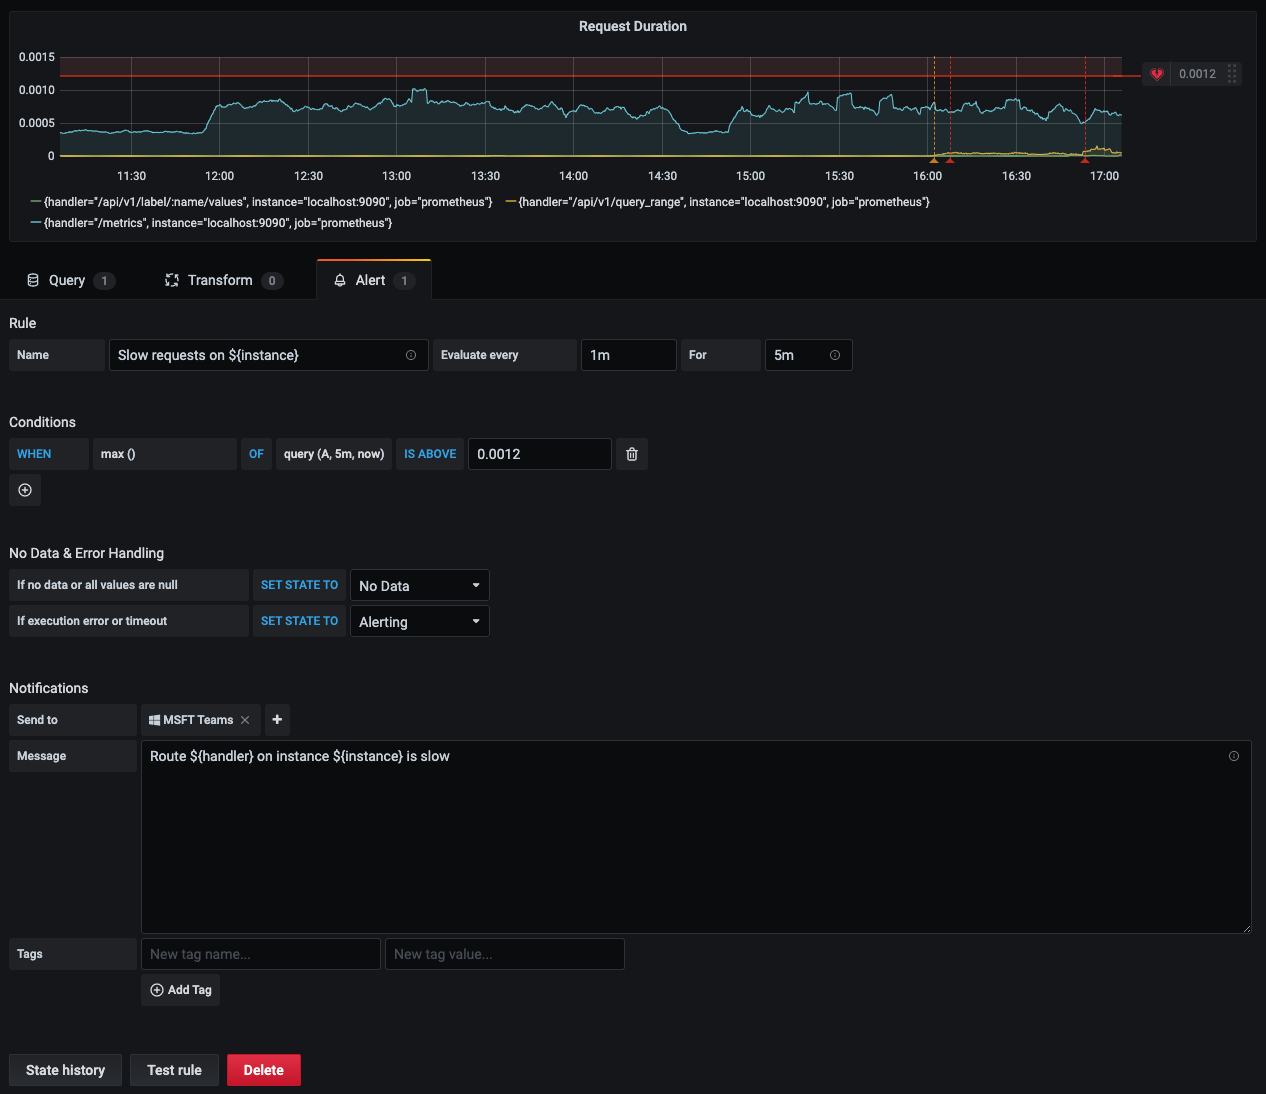 Request Duration
0.0015
0.0012
0.0010
0.0005
0
11:30 12:00 12:30 13:00 13:30 14:00 14:30 15:00 15:30 16:00 16:30 17:00
{handler="/api/v1/label/:name/values", instance="localhost:9090", job="prometheus"} {handler="/api/v1/query_range", instance="localhost:9090", job="prometheus"}
{handler="/metrics", instance="localhost:9090", job="prometheus"}
Query 1 Transform 0 Alert 1
Rule
Name Slow requests on ${instance} Evaluate every 1m For 5m
Conditions
WHEN max () OF query (A, 5m, now) IS ABOVE 0.0012
No Data & Error Handling
If no data or all values are null SET STATE TO No Data
If execution error or timeout SET STATE TO Alerting
Notifications
Send to MSFT Teams
Message Route ${handler} on instance ${instance} is slow
Tags New tag name... New tag value...
Add Tag
State history Test rule Delete